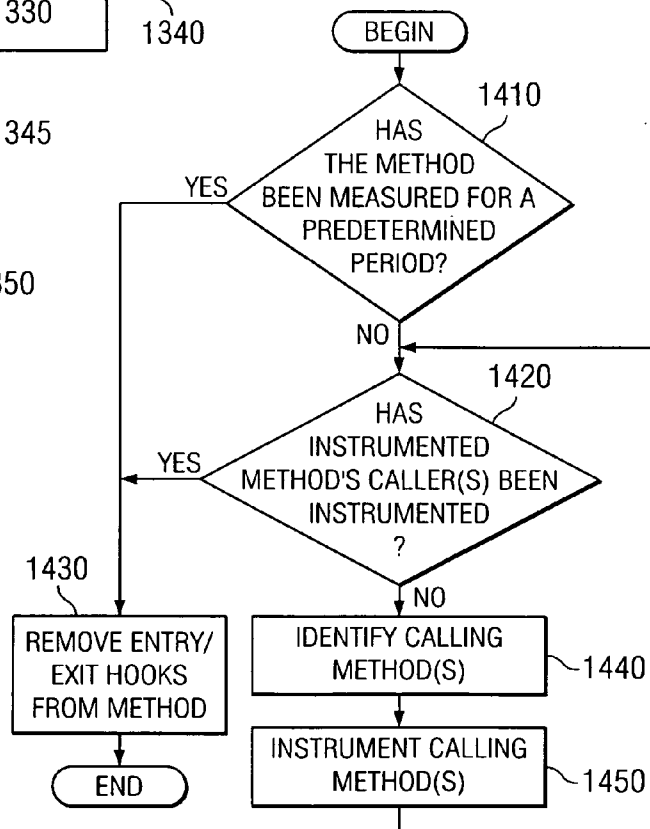 330
1340
345
350
BEGIN
1410
HAS
THE METHOD
BEEN MEASURED FOR A
PREDETERMINED
PERIOD?
YES
NO
1420
HAS
INSTRUMENTED
METHOD'S CALLER(S) BEEN
INSTRUMENTED
?
YES
NO
1430
REMOVE ENTRY/
EXIT HOOKS
FROM METHOD
END
IDENTIFY CALLING
METHOD(S)
1440
INSTRUMENT CALLING
METHOD(S)
1450